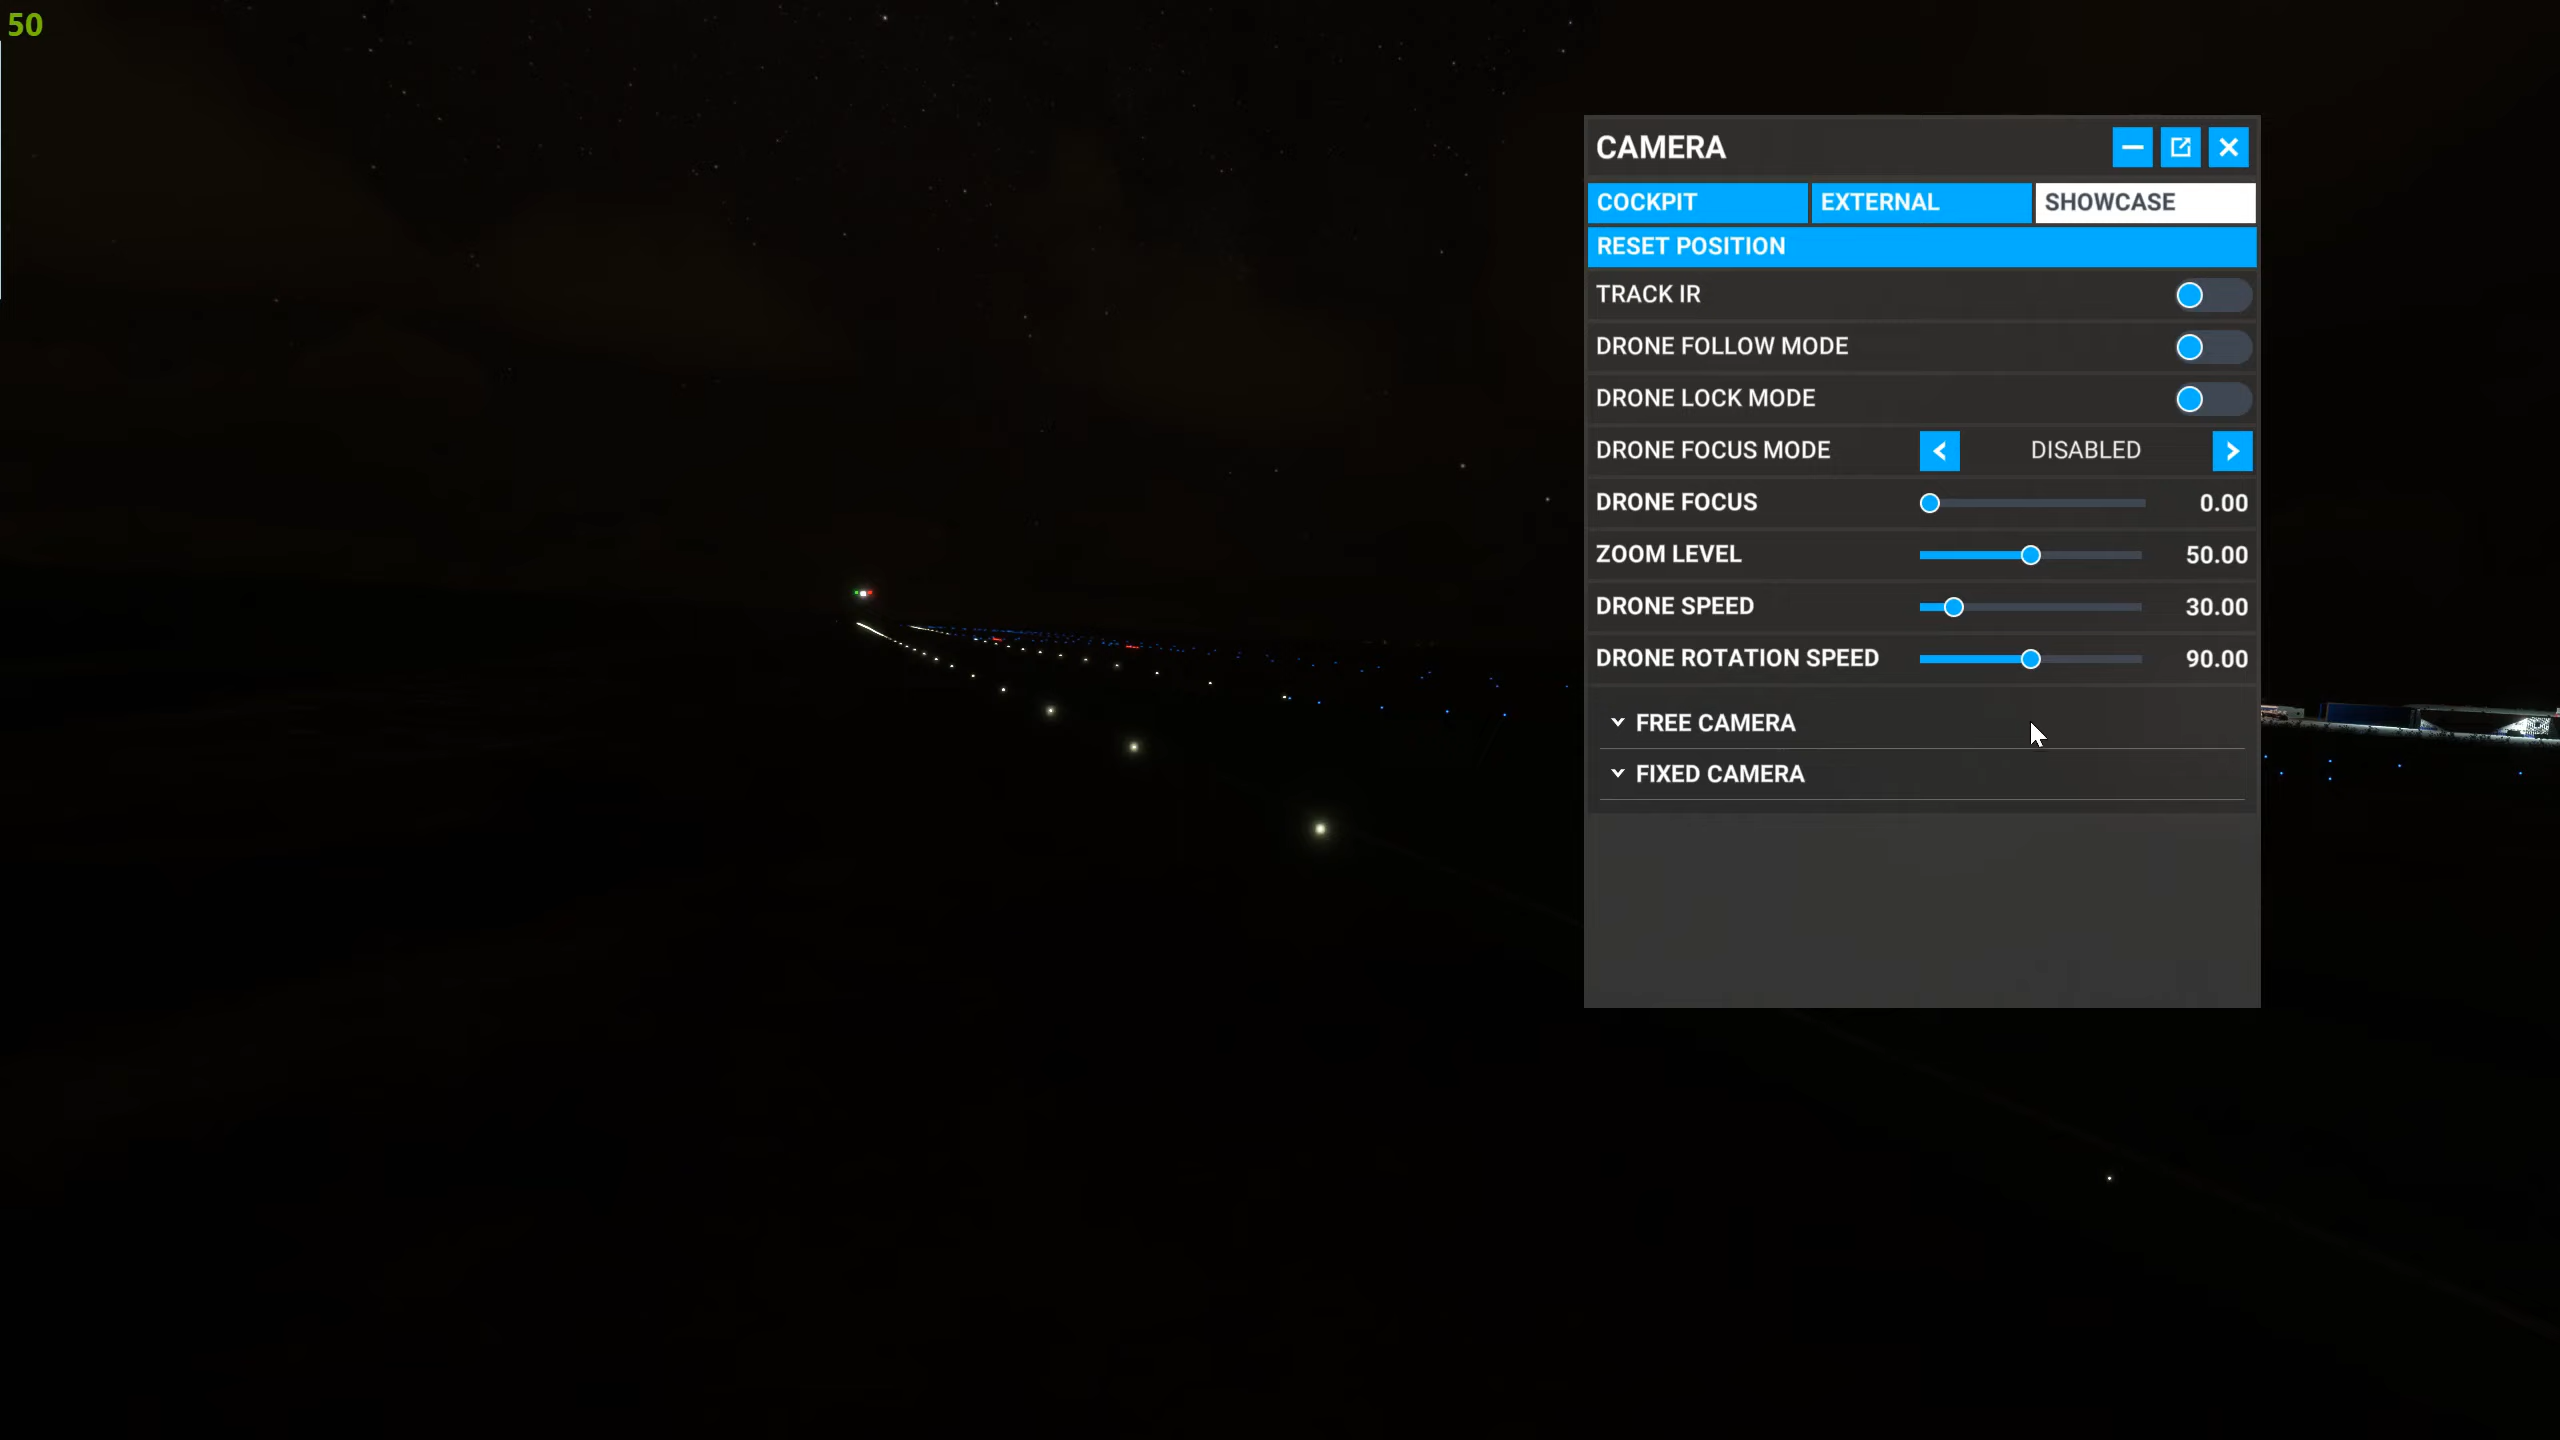 50
CAMERA
COCKPIT EXTERNAL SHOWCASE
RESET POSITION
TRACK IR
DRONE FOLLOW MODE
DRONE LOCK MODE
DRONE FOCUS MODE DISABLED
DRONE FOCUS 0.00
ZOOM LEVEL 50.00
DRONE SPEED 30.00
DRONE ROTATION SPEED 90.00
FREE CAMERA
FIXED CAMERA